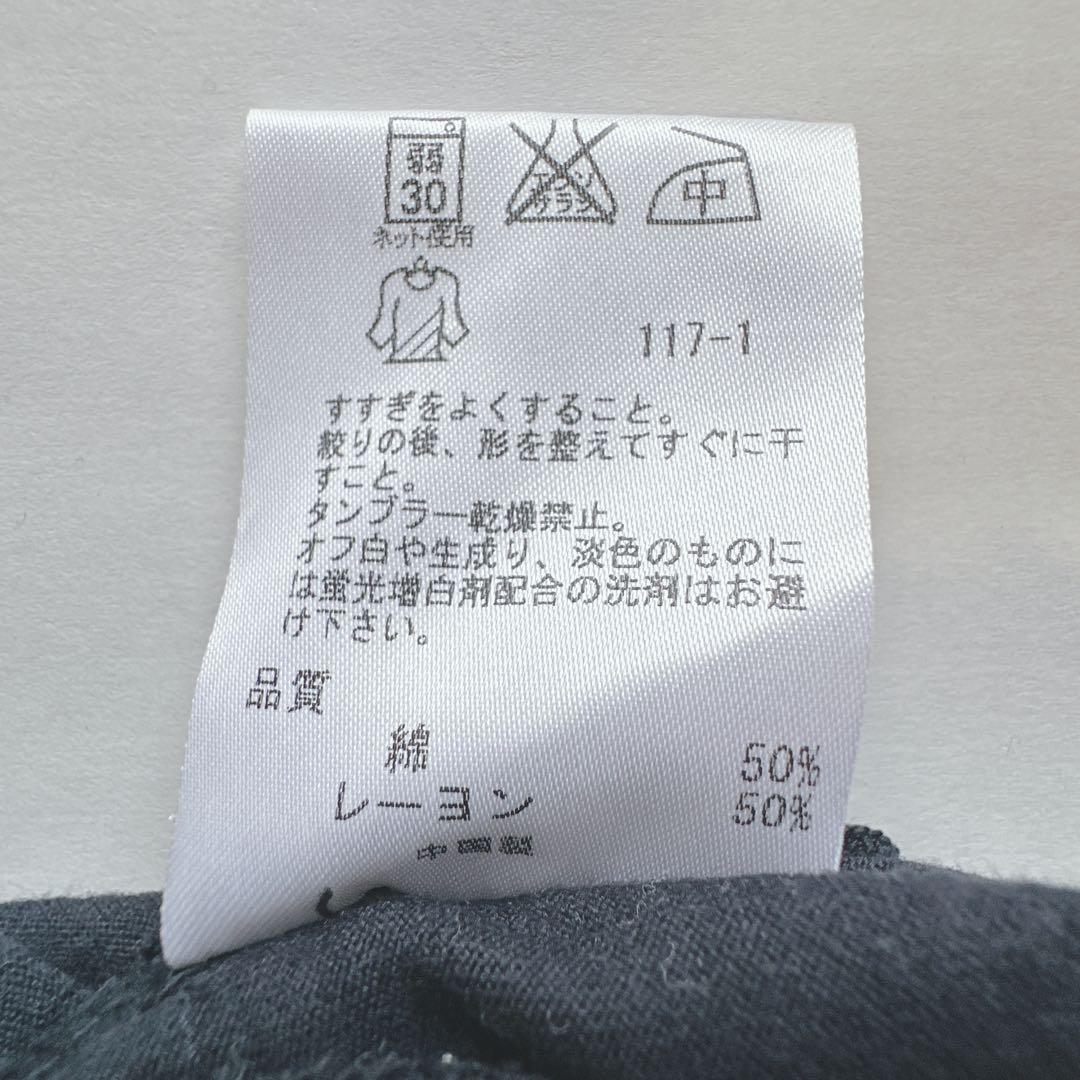 弱
30
ネット使用
エンソ
サラシ
中
117-1
すすぎをよくすること。
絞りの後、形を整えてすぐに干
すこと。
タンブラー乾燥禁止。
オフ白や生成り、淡色のものに
は蛍光増白剤配合の洗剤はお避
け下さい。
品質
綿 50%
レーヨン 50%
中国製